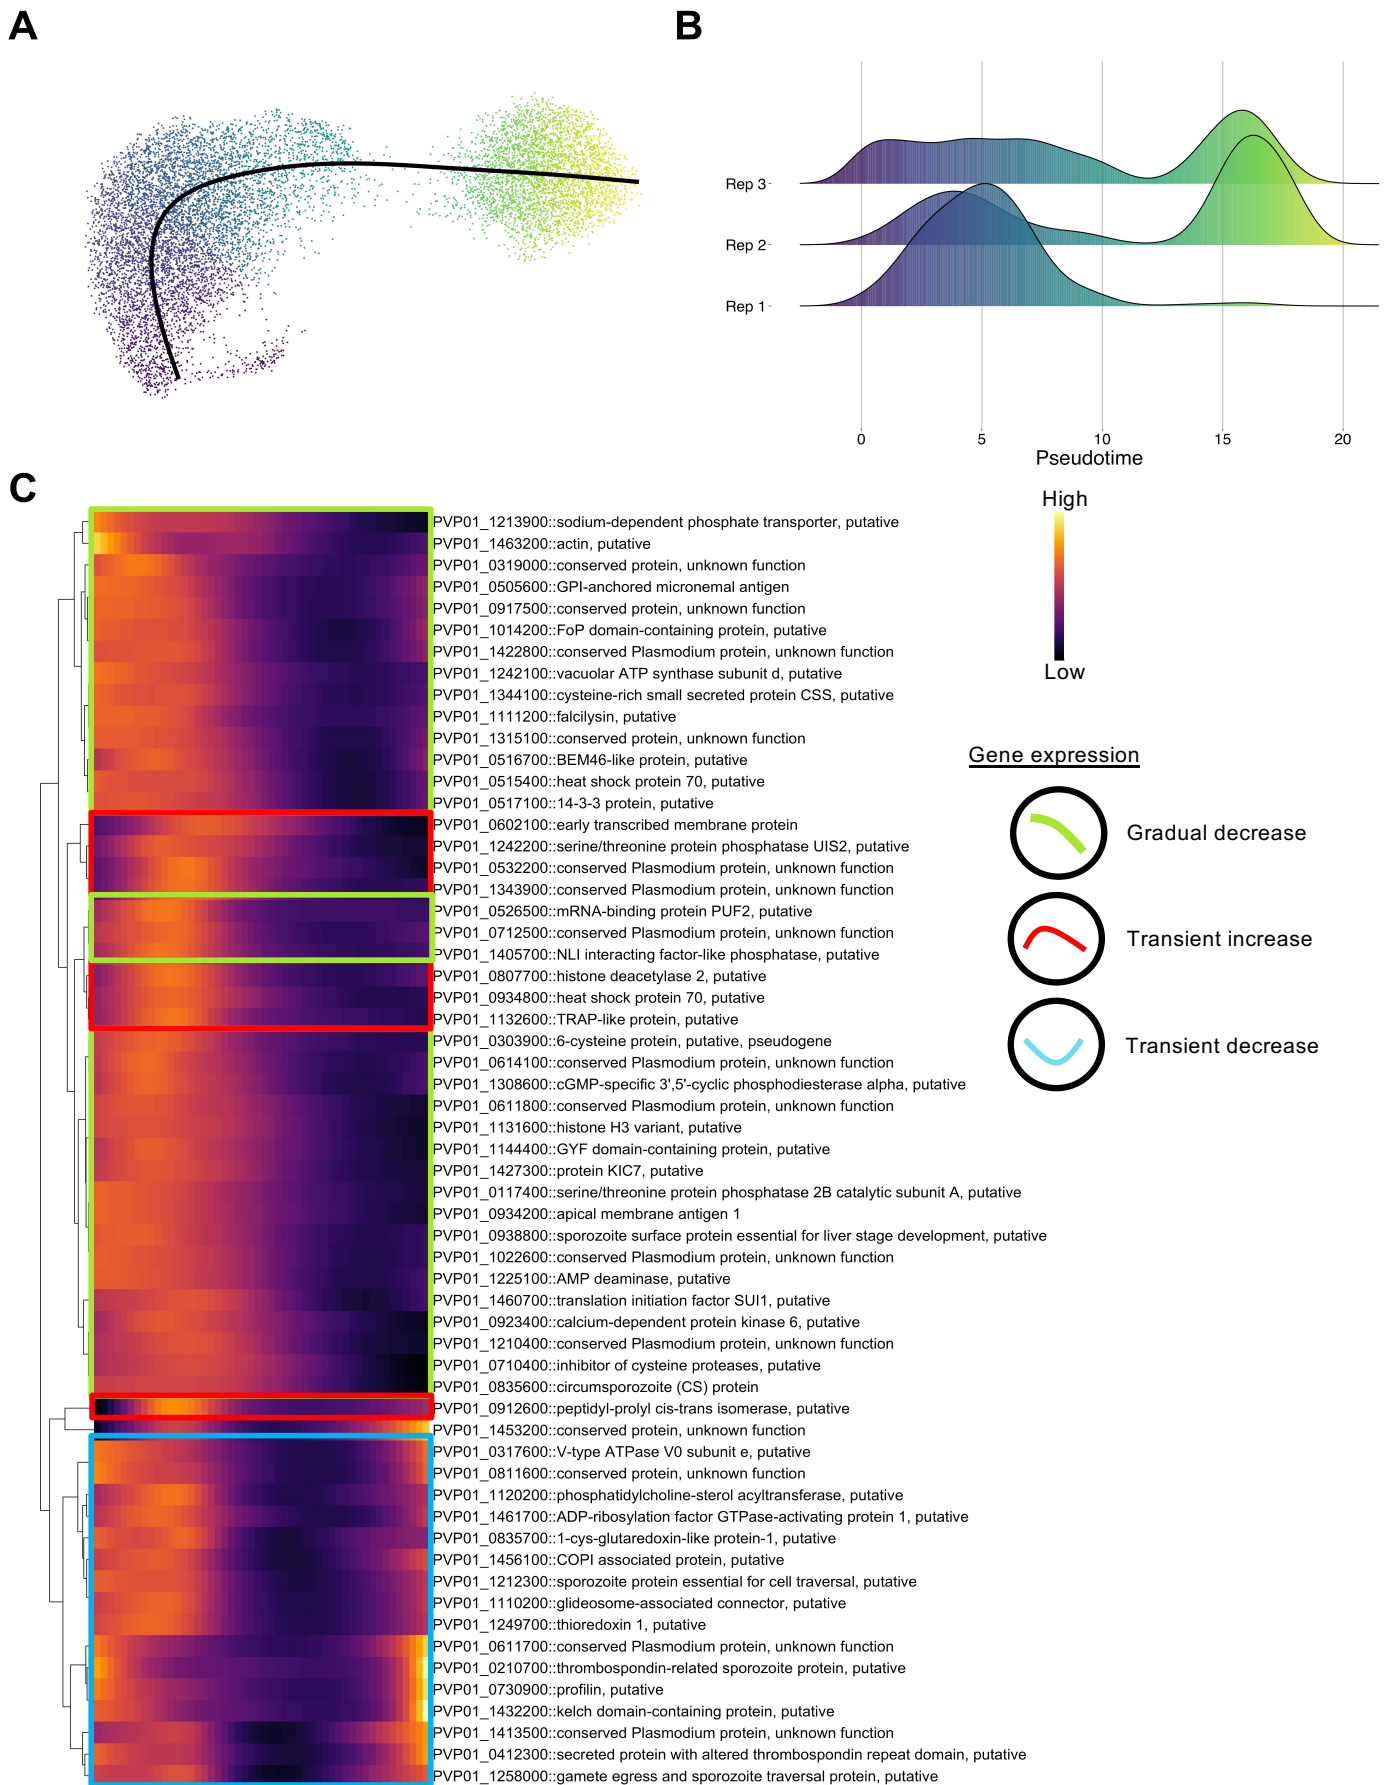 A
B
Rep 3
Rep 2
Rep 1
0 5 10 15 20
Pseudotime
C
High
Low
PVP01_1213900::sodium-dependent phosphate transporter, putative
PVP01_1463200::actin, putative
PVP01_0319000::conserved protein, unknown function
PVP01_0505600::GPI-anchored micronemal antigen
PVP01_0917500::conserved protein, unknown function
PVP01_1014200::FoP domain-containing protein, putative
PVP01_1422800::conserved Plasmodium protein, unknown function
PVP01_1242100::vacuolar ATP synthase subunit d, putative
PVP01_1344100::cysteine-rich small secreted protein CSS, putative
PVP01_1111200::falcilysin, putative
PVP01_1315100::conserved protein, unknown function
PVP01_0516700::BEM46-like protein, putative
PVP01_0515400::heat shock protein 70, putative
PVP01_0517100::14-3-3 protein, putative
PVP01_0602100::early transcribed membrane protein
PVP01_1242200::serine/threonine protein phosphatase UIS2, putative
PVP01_0532200::conserved Plasmodium protein, unknown function
PVP01_1343900::conserved Plasmodium protein, unknown function
PVP01_0526500::mRNA-binding protein PUF2, putative
PVP01_0712500::conserved Plasmodium protein, unknown function
PVP01_1405700::NLI interacting factor-like phosphatase, putative
PVP01_0807700::histone deacetylase 2, putative
PVP01_0934800::heat shock protein 70, putative
PVP01_1132600::TRAP-like protein, putative
PVP01_0303900::6-cysteine protein, putative, pseudogene
PVP01_0614100::conserved Plasmodium protein, unknown function
PVP01_1308600::cGMP-specific 3',5'-cyclic phosphodiesterase alpha, putative
PVP01_0611800::conserved Plasmodium protein, unknown function
PVP01_1131600::histone H3 variant, putative
PVP01_1144400::GYF domain-containing protein, putative
PVP01_1427300::protein KIC7, putative
PVP01_0117400::serine/threonine protein phosphatase 2B catalytic subunit A, putative
PVP01_0934200::apical membrane antigen 1
PVP01_0938800::sporozoite surface protein essential for liver stage development, putative
PVP01_1022600::conserved Plasmodium protein, unknown function
PVP01_1225100::AMP deaminase, putative
PVP01_1460700::translation initiation factor SUI1, putative
PVP01_0923400::calcium-dependent protein kinase 6, putative
PVP01_1210400::conserved Plasmodium protein, unknown function
PVP01_0710400::inhibitor of cysteine proteases, putative
PVP01_0835600::circumsporozoite (CS) protein
PVP01_0912600::peptidyl-prolyl cis-trans isomerase, putative
PVP01_1453200::conserved protein, unknown function
PVP01_0317600::V-type ATPase V0 subunit e, putative
PVP01_0811600::conserved protein, unknown function
PVP01_1120200::phosphatidylcholine-sterol acyltransferase, putative
PVP01_1461700::ADP-ribosylation factor GTPase-activating protein 1, putative
PVP01_0835700::1-cys-glutaredoxin-like protein-1, putative
PVP01_1456100::COPI associated protein, putative
PVP01_1212300::sporozoite protein essential for cell traversal, putative
PVP01_1110200::glideosome-associated connector, putative
PVP01_1249700::thioredoxin 1, putative
PVP01_0611700::conserved Plasmodium protein, unknown function
PVP01_0210700::thrombospondin-related sporozoite protein, putative
PVP01_0730900::profilin, putative
PVP01_1432200::kelch domain-containing protein, putative
PVP01_1413500::conserved Plasmodium protein, unknown function
PVP01_0412300::secreted protein with altered thrombospondin repeat domain, putative
PVP01_1258000::gamete egress and sporozoite traversal protein, putative
Gene expression
Gradual decrease
Transient increase
Transient decrease